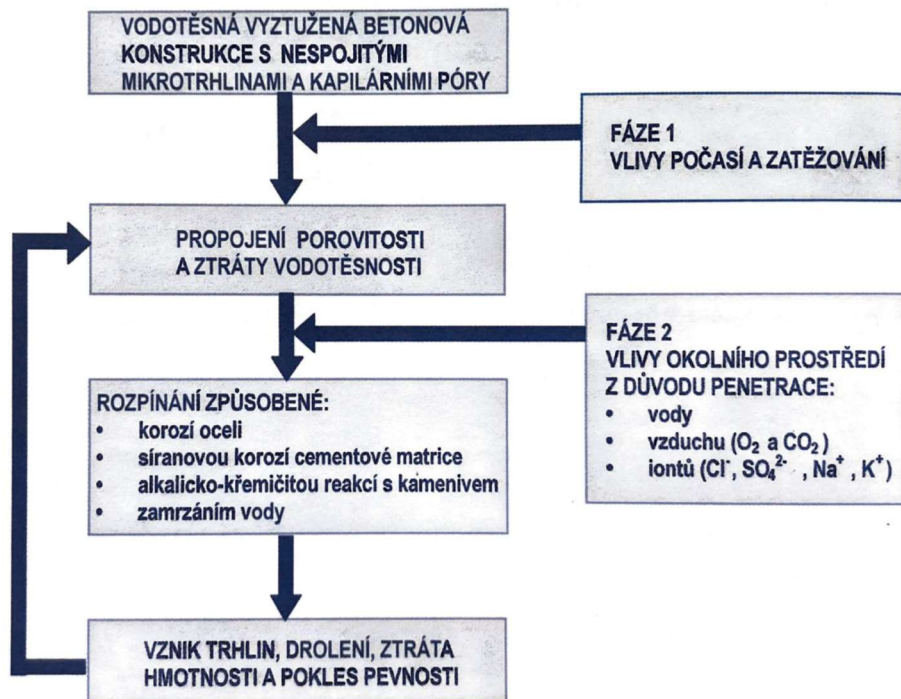 VODOTĚSNÁ VYZTUŽENÁ BETONOVÁ
KONSTRUKCE S NESPOJITÝMI
MIKROTRHLINAMI A KAPILÁRNÍMI PÓRY
FÁZE 1
VLIVY POČASÍ A ZATĚŽOVÁNÍ
PROPOJENÍ POROVITOSTI
A ZTRÁTY VODOTĚSNOSTI
FÁZE 2
VLIVY OKOLNÍHO PROSTŘEDÍ
Z DŮVODU PENETRACE:
• vody
• vzduchu (O₂ a CO₂)
• iontů (Cl⁻, SO₄²⁻ , Na⁺ , K⁺)
ROZPÍNÁNÍ ZPŮSOBENÉ:
• korozí oceli
• síranovou korozí cementové matrice
• alkalicko-křemičitou reakcí s kamenivem
• zamrzáním vody
VZNIK TRHLIN, DROLENÍ, ZTRÁTA
HMOTNOSTI A POKLES PEVNOSTI